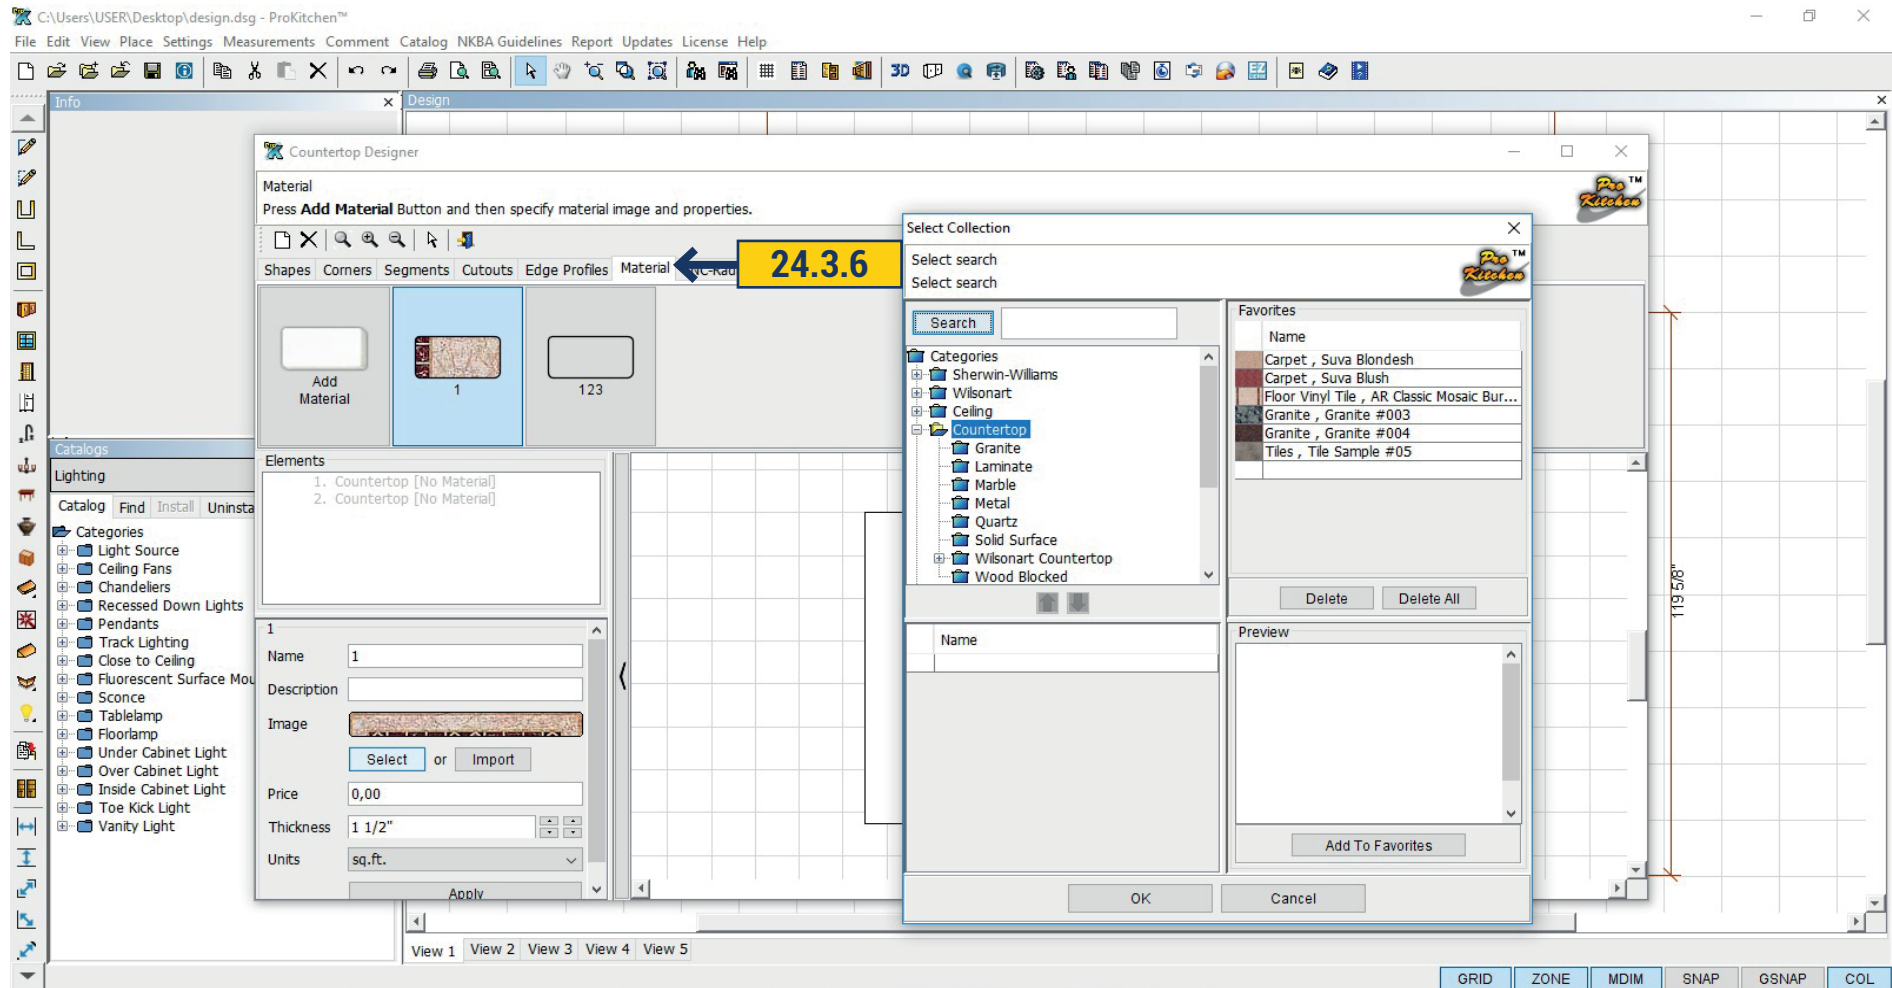 C:\Users\USER\Desktop\design.dsg - ProKitchen™
File Edit View Place Settings Measurements Comment Catalog NKBA Guidelines Report Updates License Help
3D
Info
Design
Countertop Designer
Material
Press Add Material Button and then specify material image and properties.
Pro Kitchen TM
Shapes Corners Segments Cutouts Edge Profiles Material
24.3.6
Add Material
1
123
Elements
1. Countertop [No Material]
2. Countertop [No Material]
1
Name 1
Description
Image
Select or Import
Price 0,00
Thickness 1 1/2"
Units sq.ft.
Apply
Select Collection
Select search
Select search
Pro Kitchen TM
Search
Categories
Sherwin-Williams
Wilsonart
Ceiling
Countertop
Granite
Laminate
Marble
Metal
Quartz
Solid Surface
Wilsonart Countertop
Wood Blocked
Name
Favorites
Name
Carpet , Suva Blondesh
Carpet , Suva Blush
Floor Vinyl Tile , AR Classic Mosaic Bur...
Granite , Granite #003
Granite , Granite #004
Tiles , Tile Sample #05
Delete Delete All
Preview
Add To Favorites
OK Cancel
119 5/8"
Catalogs
Lighting
Catalog Find Install Uninsta
Categories
Light Source
Ceiling Fans
Chandeliers
Recessed Down Lights
Pendants
Track Lighting
Close to Ceiling
Fluorescent Surface Mou
Sconce
Tablelamp
Floorlamp
Under Cabinet Light
Over Cabinet Light
Inside Cabinet Light
Toe Kick Light
Vanity Light
View 1 View 2 View 3 View 4 View 5
GRID ZONE MDIM SNAP GSNAP COL